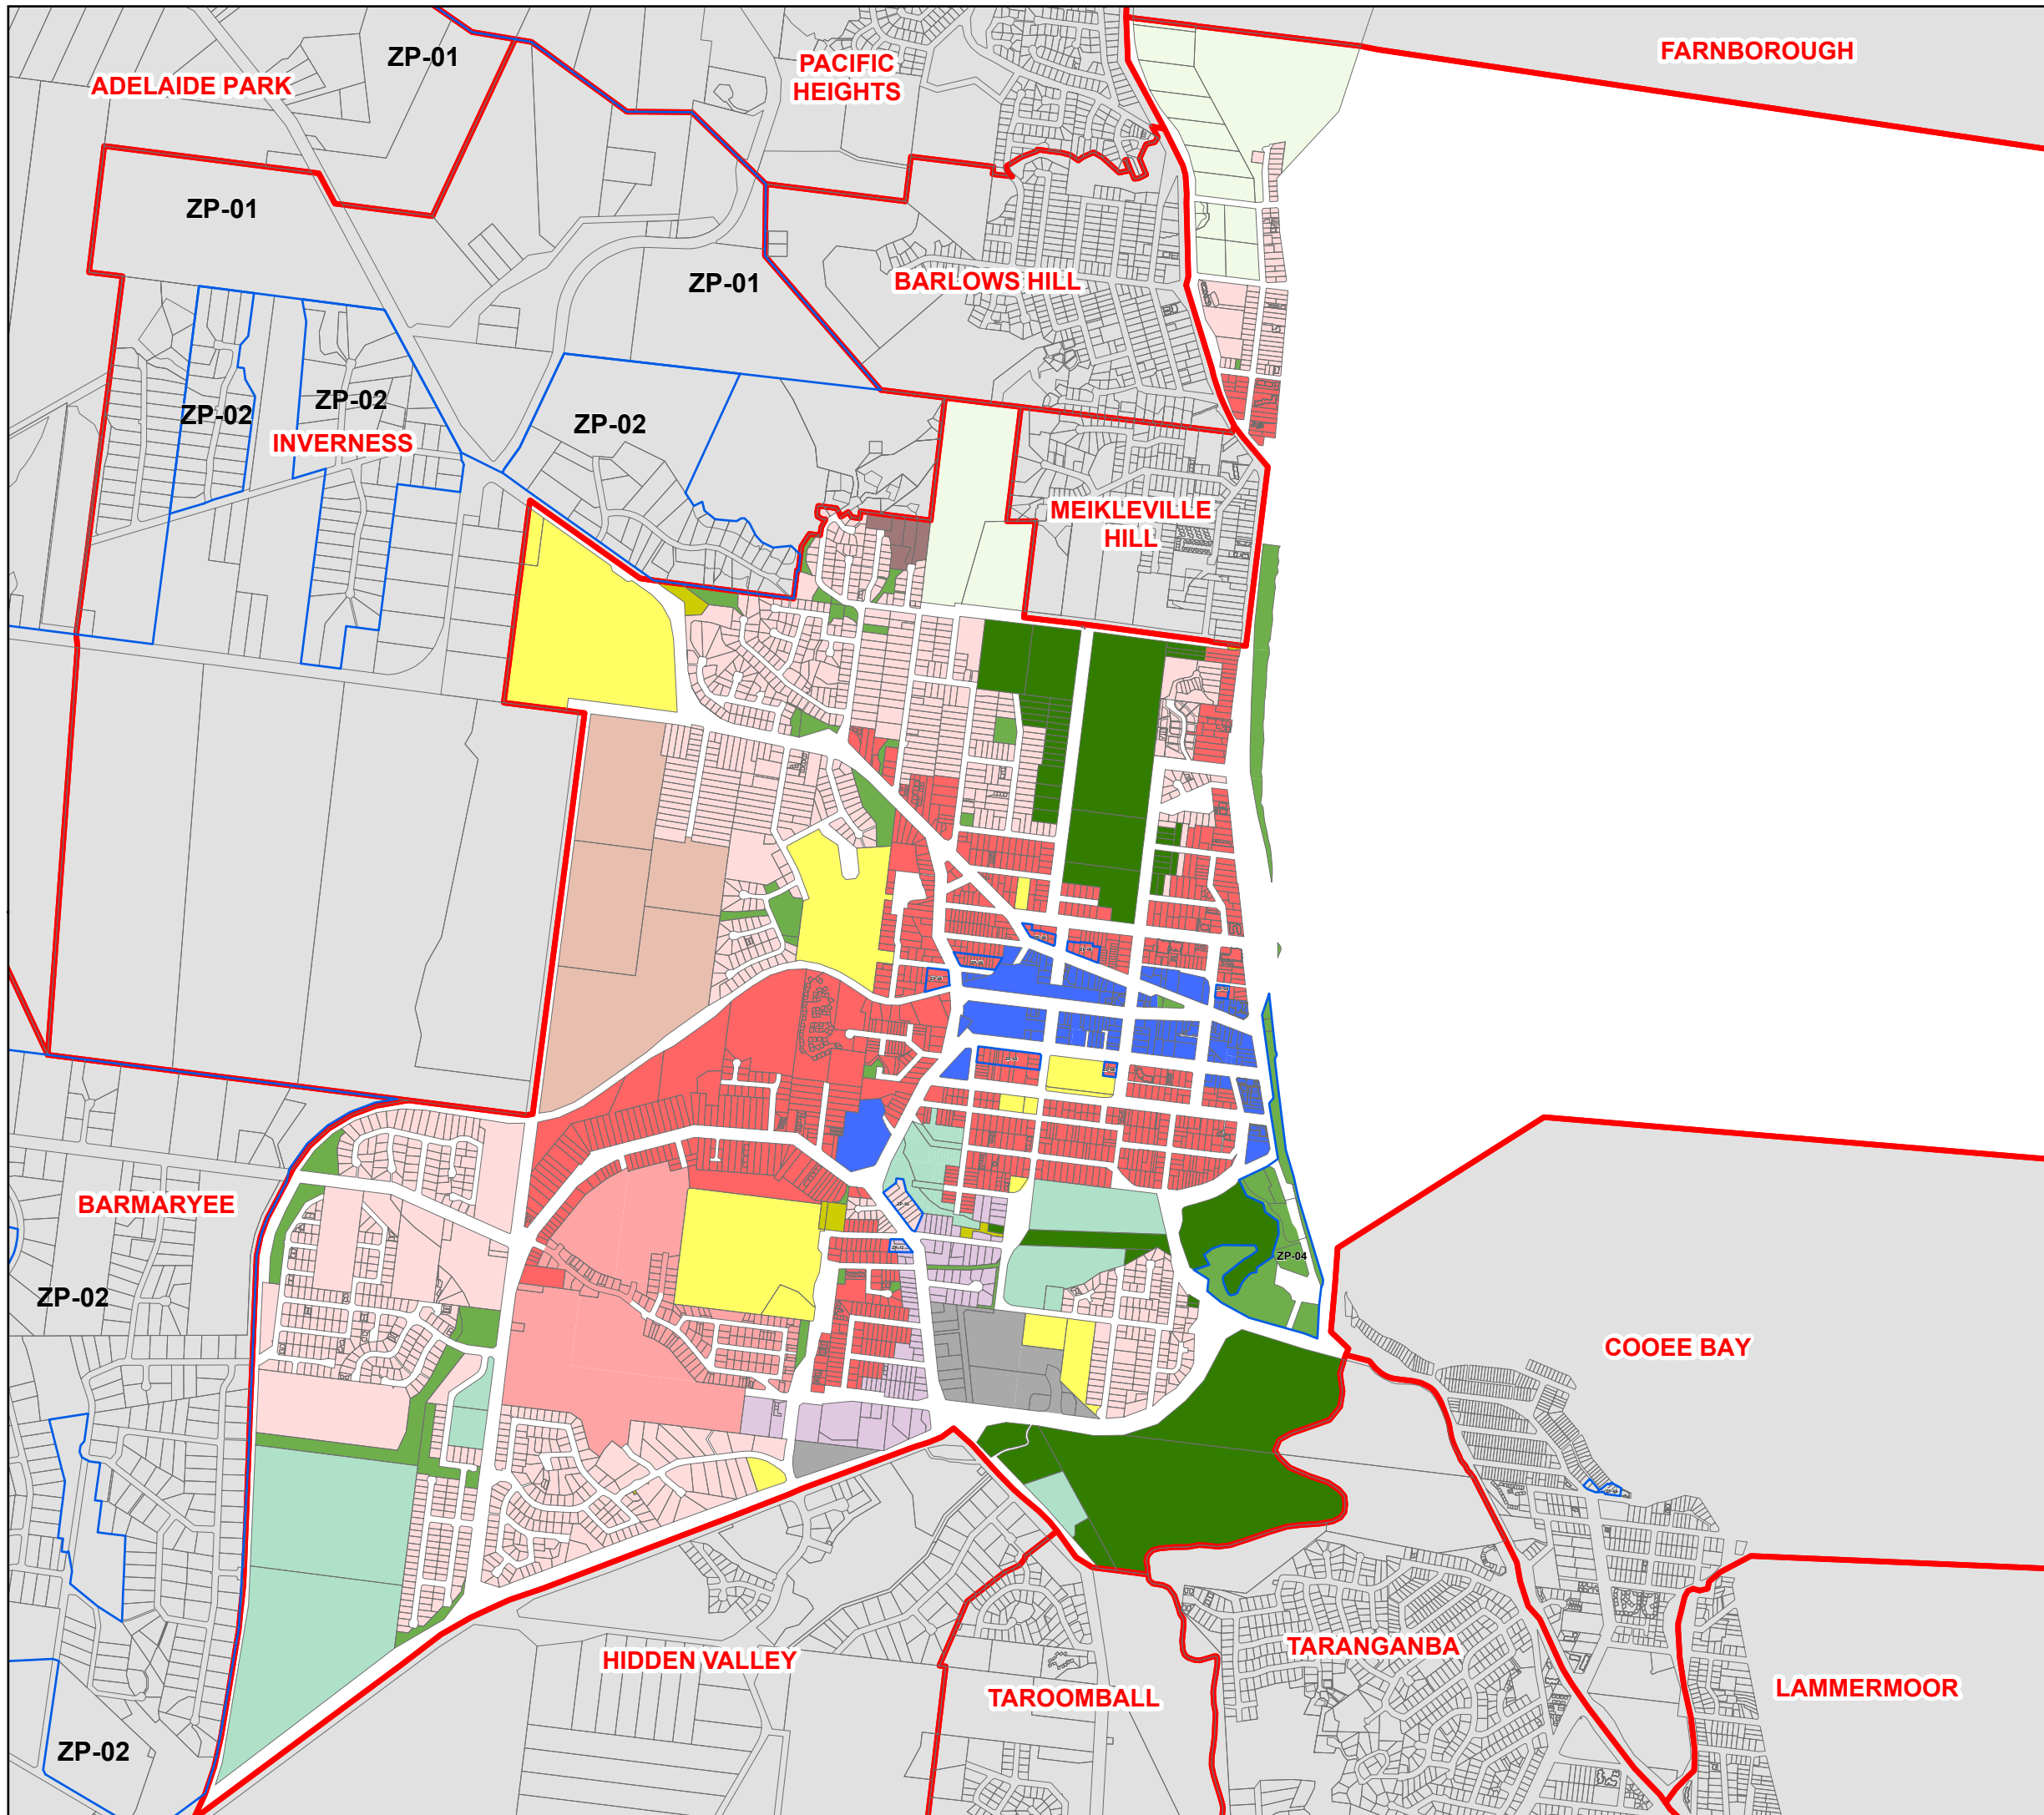 FARNBOROUGH
ZP-01
PACIFIC
HEIGHTS
ADELAIDE PARK
ZP-01
ZP-01
BARLOWS HILL
ZP-02
ZP-02
ZP-02
INVERNESS
MEIKLEVILLE
HILL
BARMARYEE
ZP-04
ZP-02
COOEE BAY
TARANGANBA
HIDDEN VALLEY
LAMMERMOOR
TAROOMBALL
ZP-02